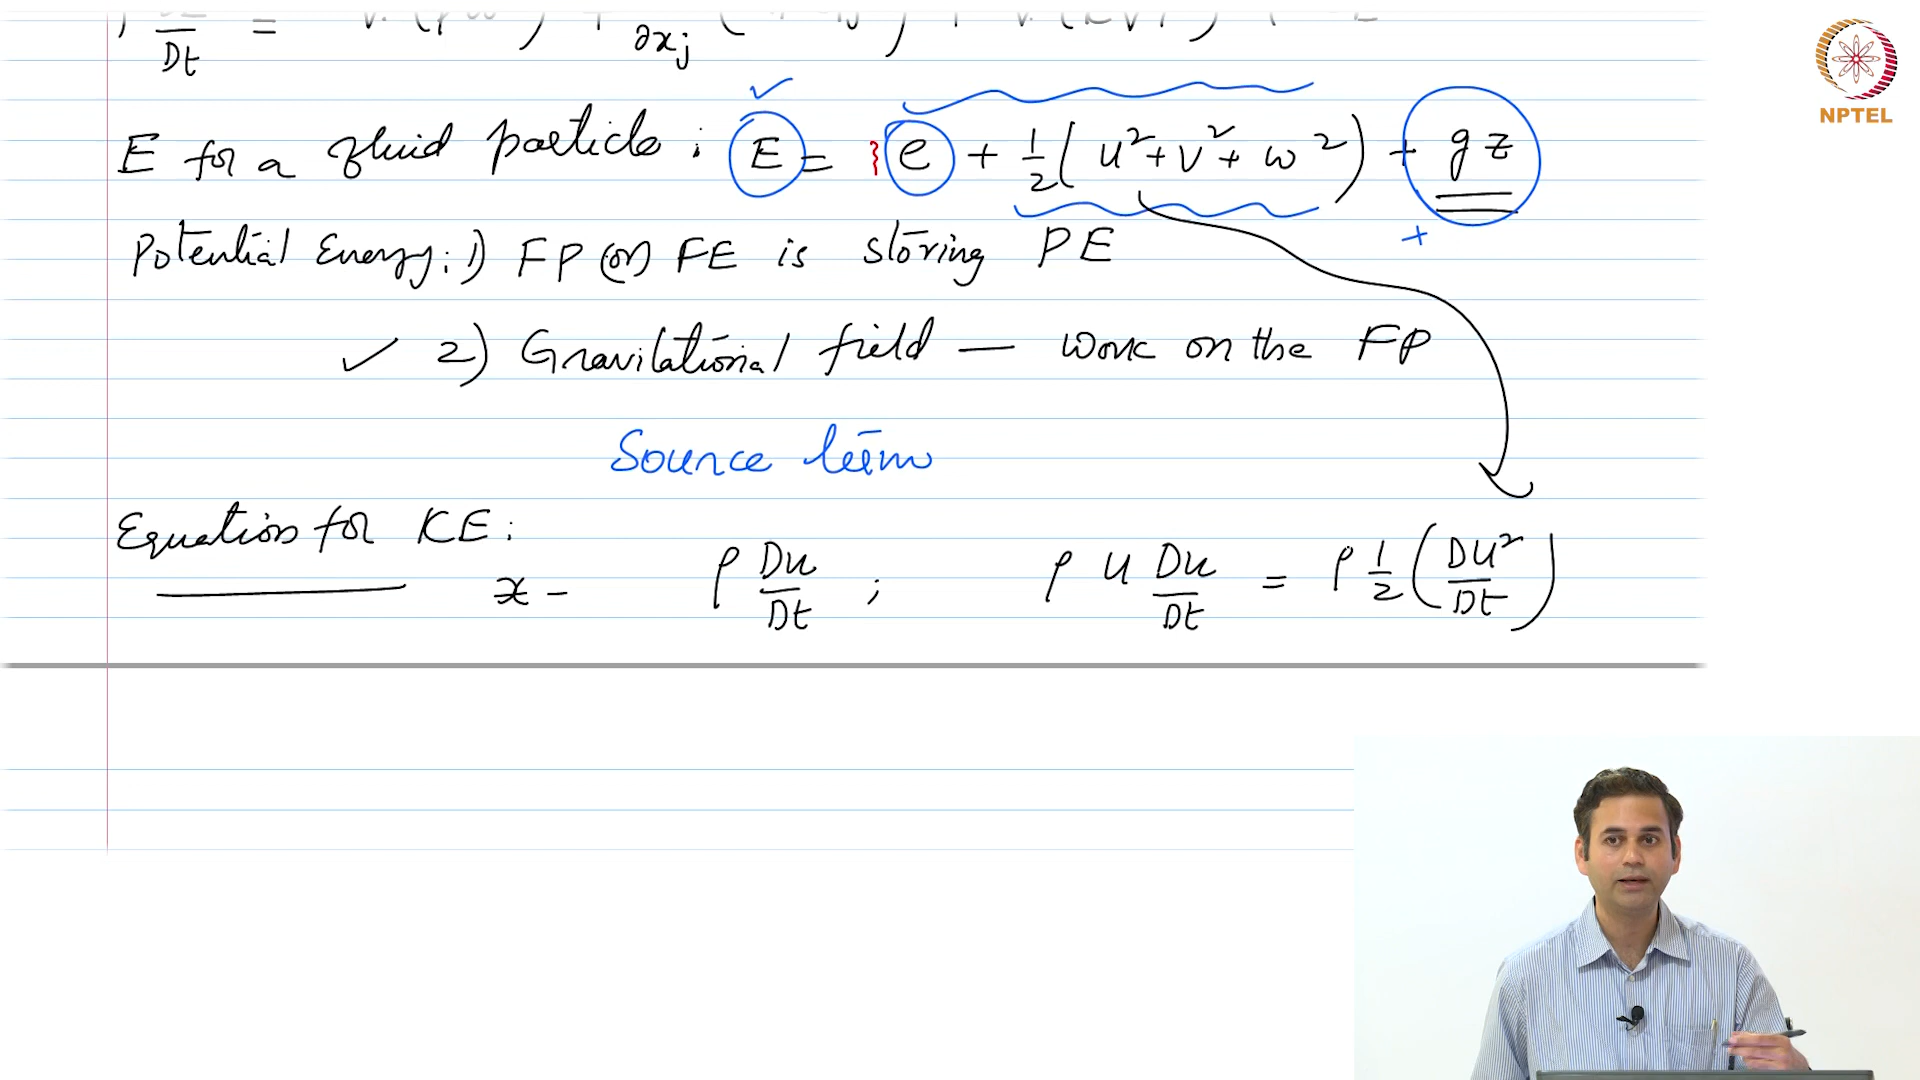 Dt = ∂xj
E for a fluid particle : E = e + 1/2 (u² + v² + w²) + gz
Potential Energy : 1) FP (or) FE is storing PE
✓ 2) Gravitational field — work on the FP
Source term
Equation for KE :
x - ρ Du/Dt ; ρ u Du/Dt = ρ 1/2 (Du²/Dt)
NPTEL